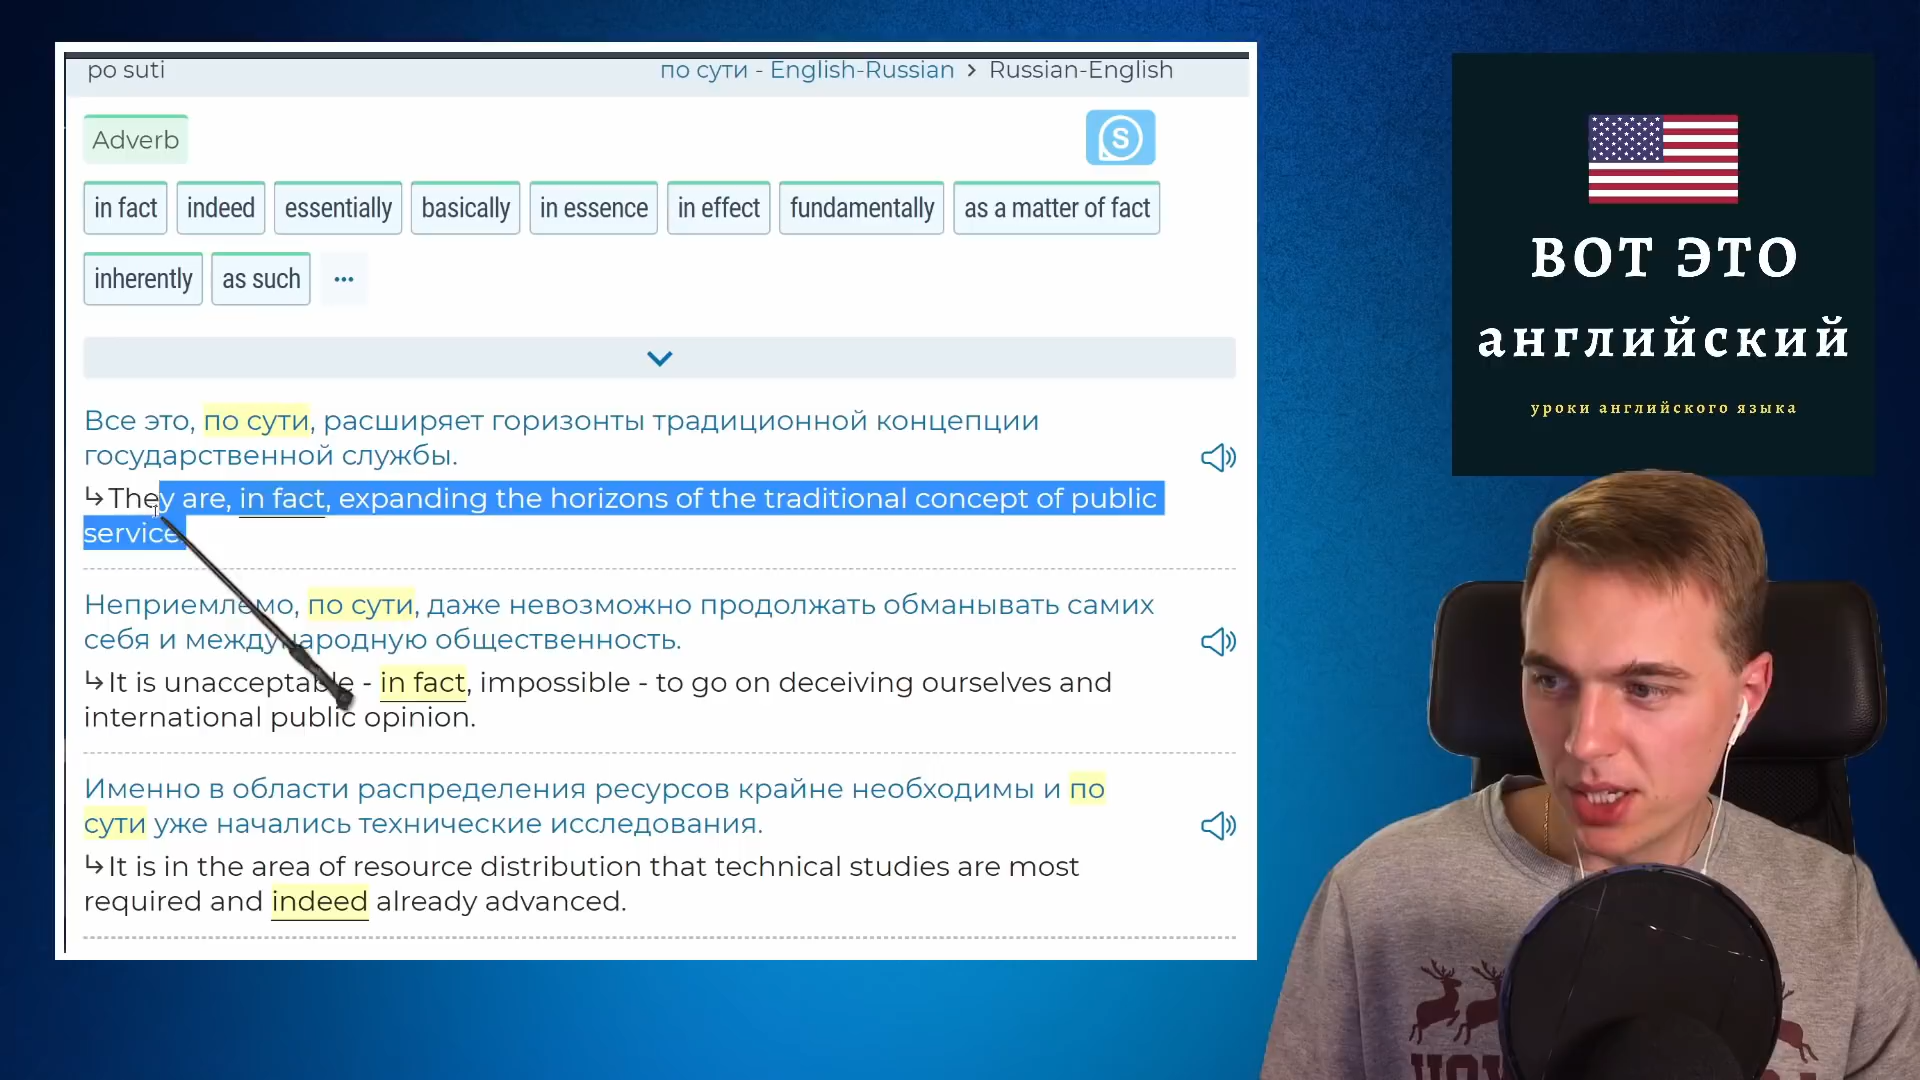 po suti
по сути - English-Russian > Russian-English
Adverb
S
in fact
indeed
essentially
basically
in essence
in effect
fundamentally
as a matter of fact
inherently
as such
...
Все это, по сути, расширяет горизонты традиционной концепции
государственной службы.
↳They are, in fact, expanding the horizons of the traditional concept of public
service.
Неприемлемо, по сути, даже невозможно продолжать обманывать самих
себя и международную общественность.
↳It is unacceptable - in fact, impossible - to go on deceiving ourselves and
international public opinion.
Именно в области распределения ресурсов крайне необходимы и по
сути уже начались технические исследования.
↳It is in the area of resource distribution that technical studies are most
required and indeed already advanced.
ВОТ ЭТО
английский
уроки английского языка